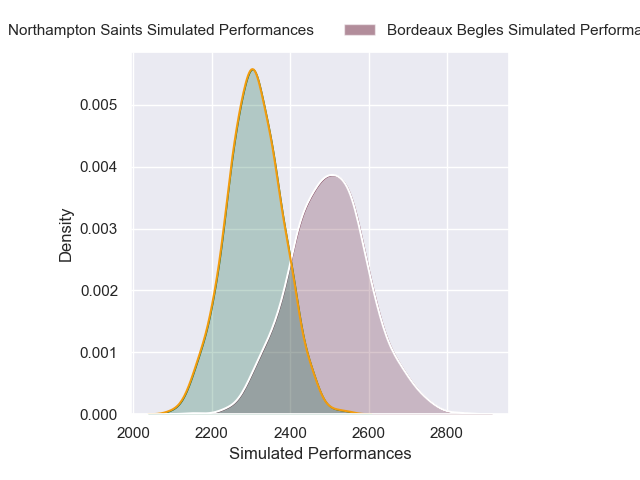 Northampton Saints Simulated Performances
Bordeaux Begles Simulated Performa
0.005
0.004
0.003
0.002
0.001
0.000
Density
2000 2200 2400 2600 2800
Simulated Performances